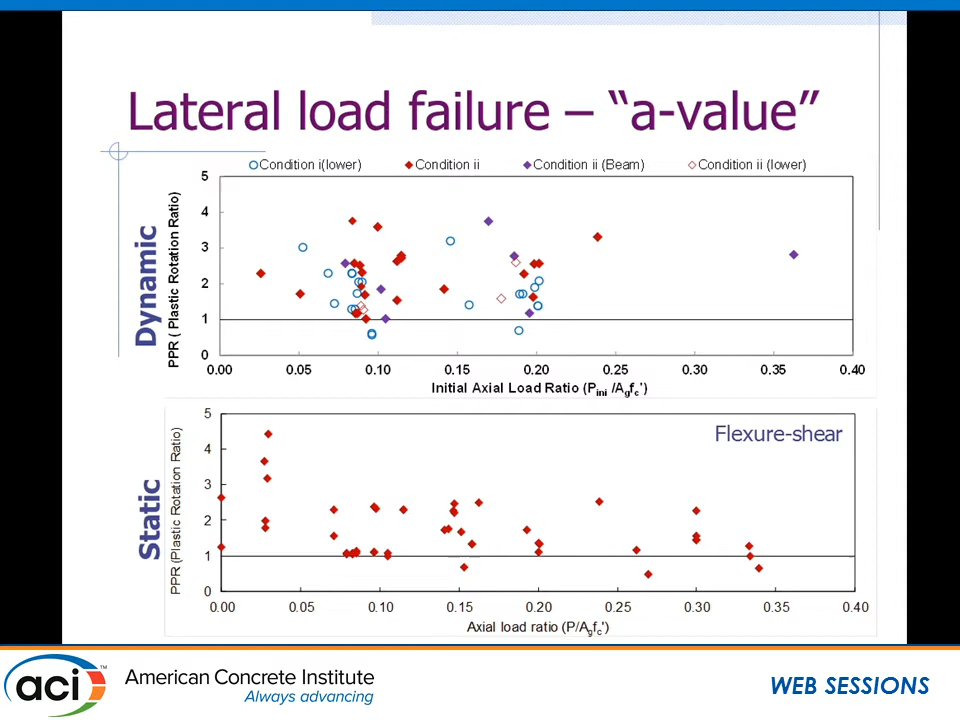 Lateral load failure – “a-value”
Condition i(lower) Condition ii Condition ii (Beam) Condition ii (lower)
Dynamic
PPR ( Plastic Rotation Ratio)
5
4
3
2
1
0
0.00 0.05 0.10 0.15 0.20 0.25 0.30 0.35 0.40
Initial Axial Load Ratio (Pini /Agfc')
Flexure-shear
Static
PPR (Plastic Rotation Ratio)
5
4
3
2
1
0
0.00 0.05 0.10 0.15 0.20 0.25 0.30 0.35 0.40
Axial load ratio (P/Agfc')
aci™
American Concrete Institute
Always advancing
WEB SESSIONS